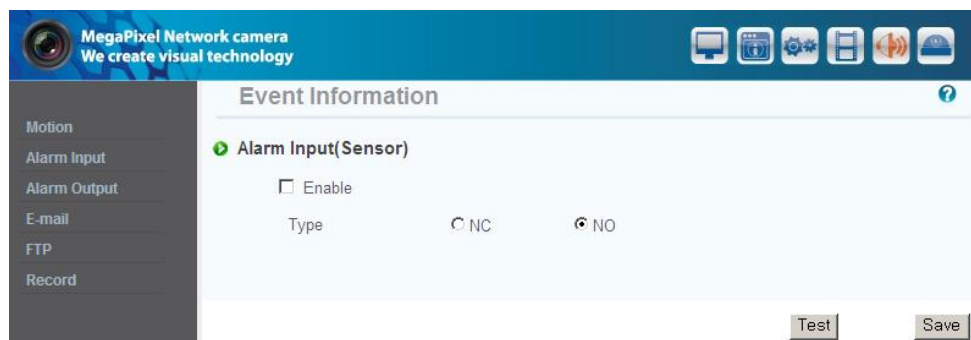 MegaPixel Network camera
We create visual technology
Event Information
?
Motion
Alarm Input
Alarm Output
E-mail
FTP
Record
Alarm Input(Sensor)
Enable
Type NC NO
Test Save